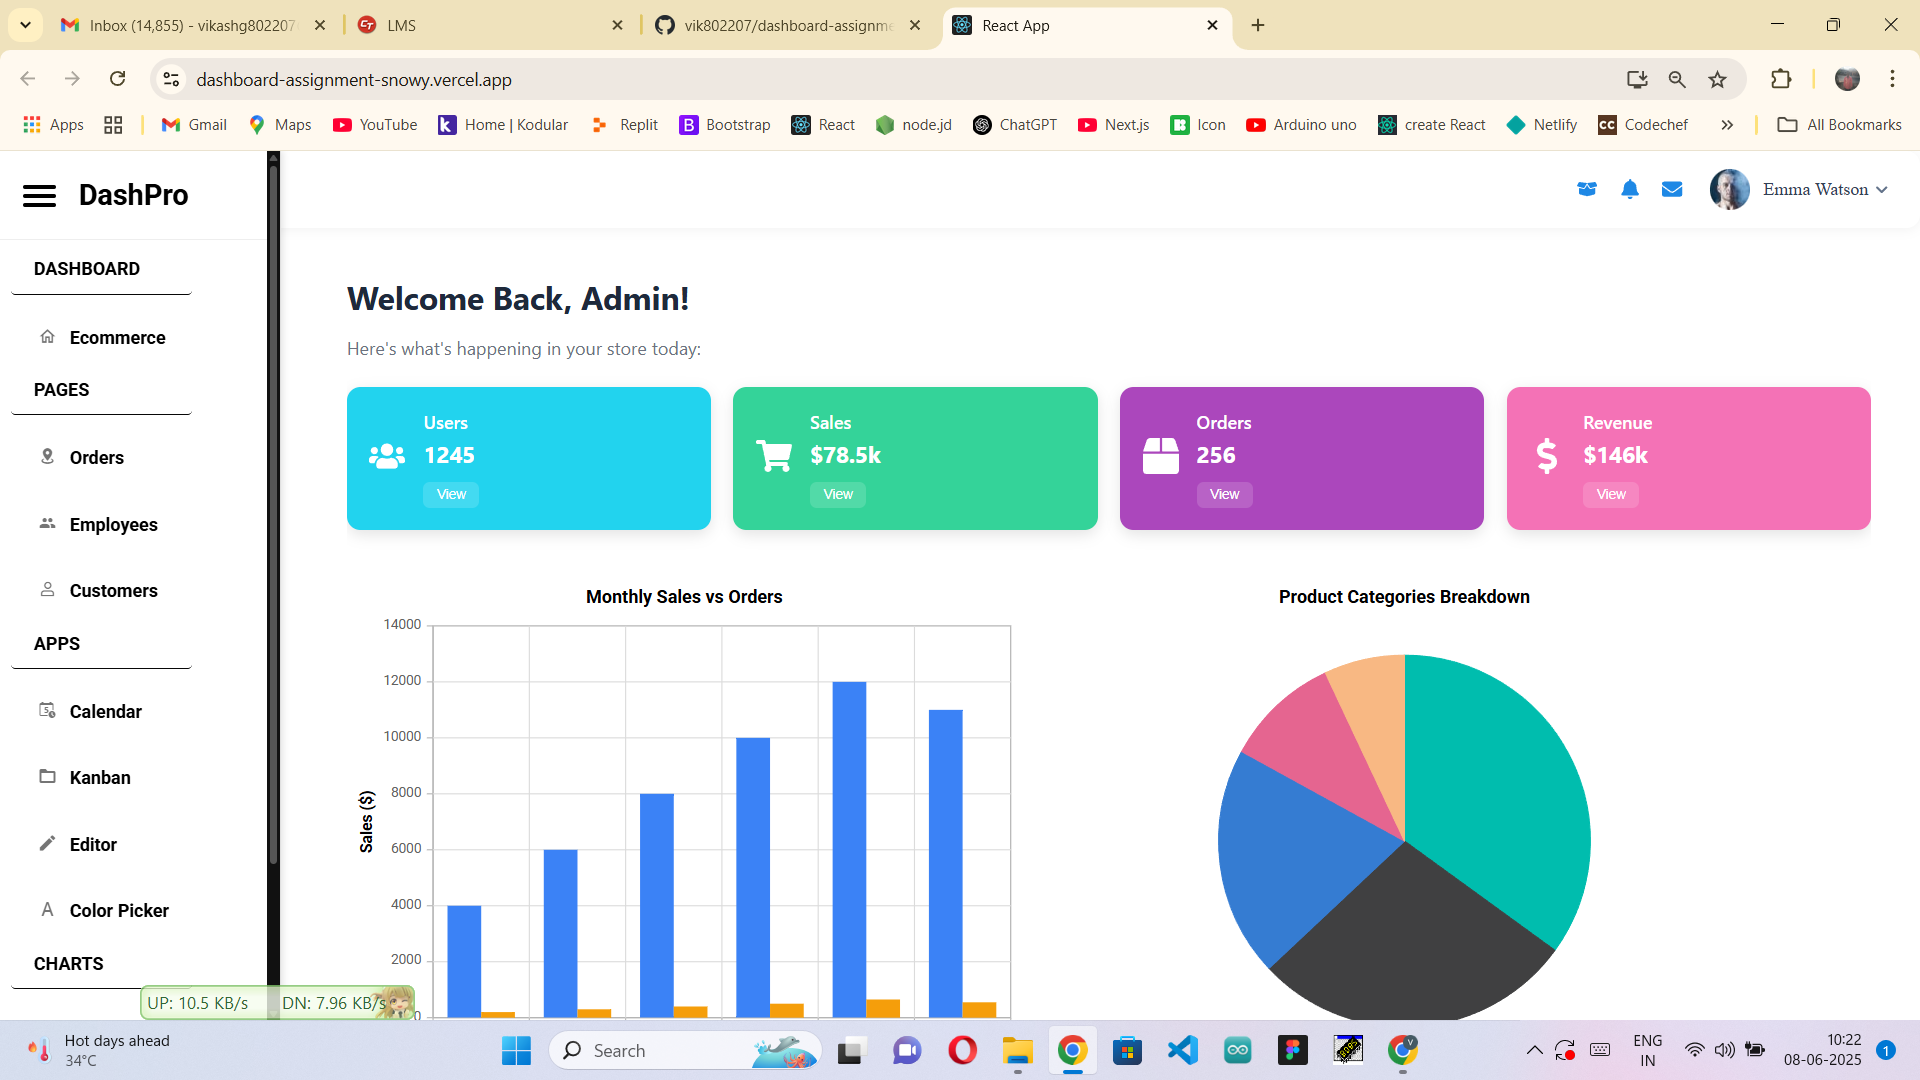 Inbox (14,855) - vikashg802207
LMS
vik802207/dashboard-assignme
React App
dashboard-assignment-snowy.vercel.app
Apps
Gmail
Maps
YouTube
Home | Kodular
Replit
Bootstrap
React
node.jd
ChatGPT
Next.js
Icon
Arduino uno
create React
Netlify
CC
Codechef
All Bookmarks
DashPro
Emma Watson
DASHBOARD
Ecommerce
PAGES
Orders
Employees
Customers
APPS
Calendar
Kanban
Editor
Color Picker
CHARTS
Welcome Back, Admin!
Here's what's happening in your store today:
Users
1245
View
Sales
$78.5k
View
Orders
256
View
Revenue
$146k
View
Monthly Sales vs Orders
14000
12000
10000
8000
6000
4000
2000
0
Sales ($)
Product Categories Breakdown
UP: 10.5 KB/s DN: 7.96 KB/s
Hot days ahead
34°C
Search
ENG
IN
10:22
08-06-2025
1